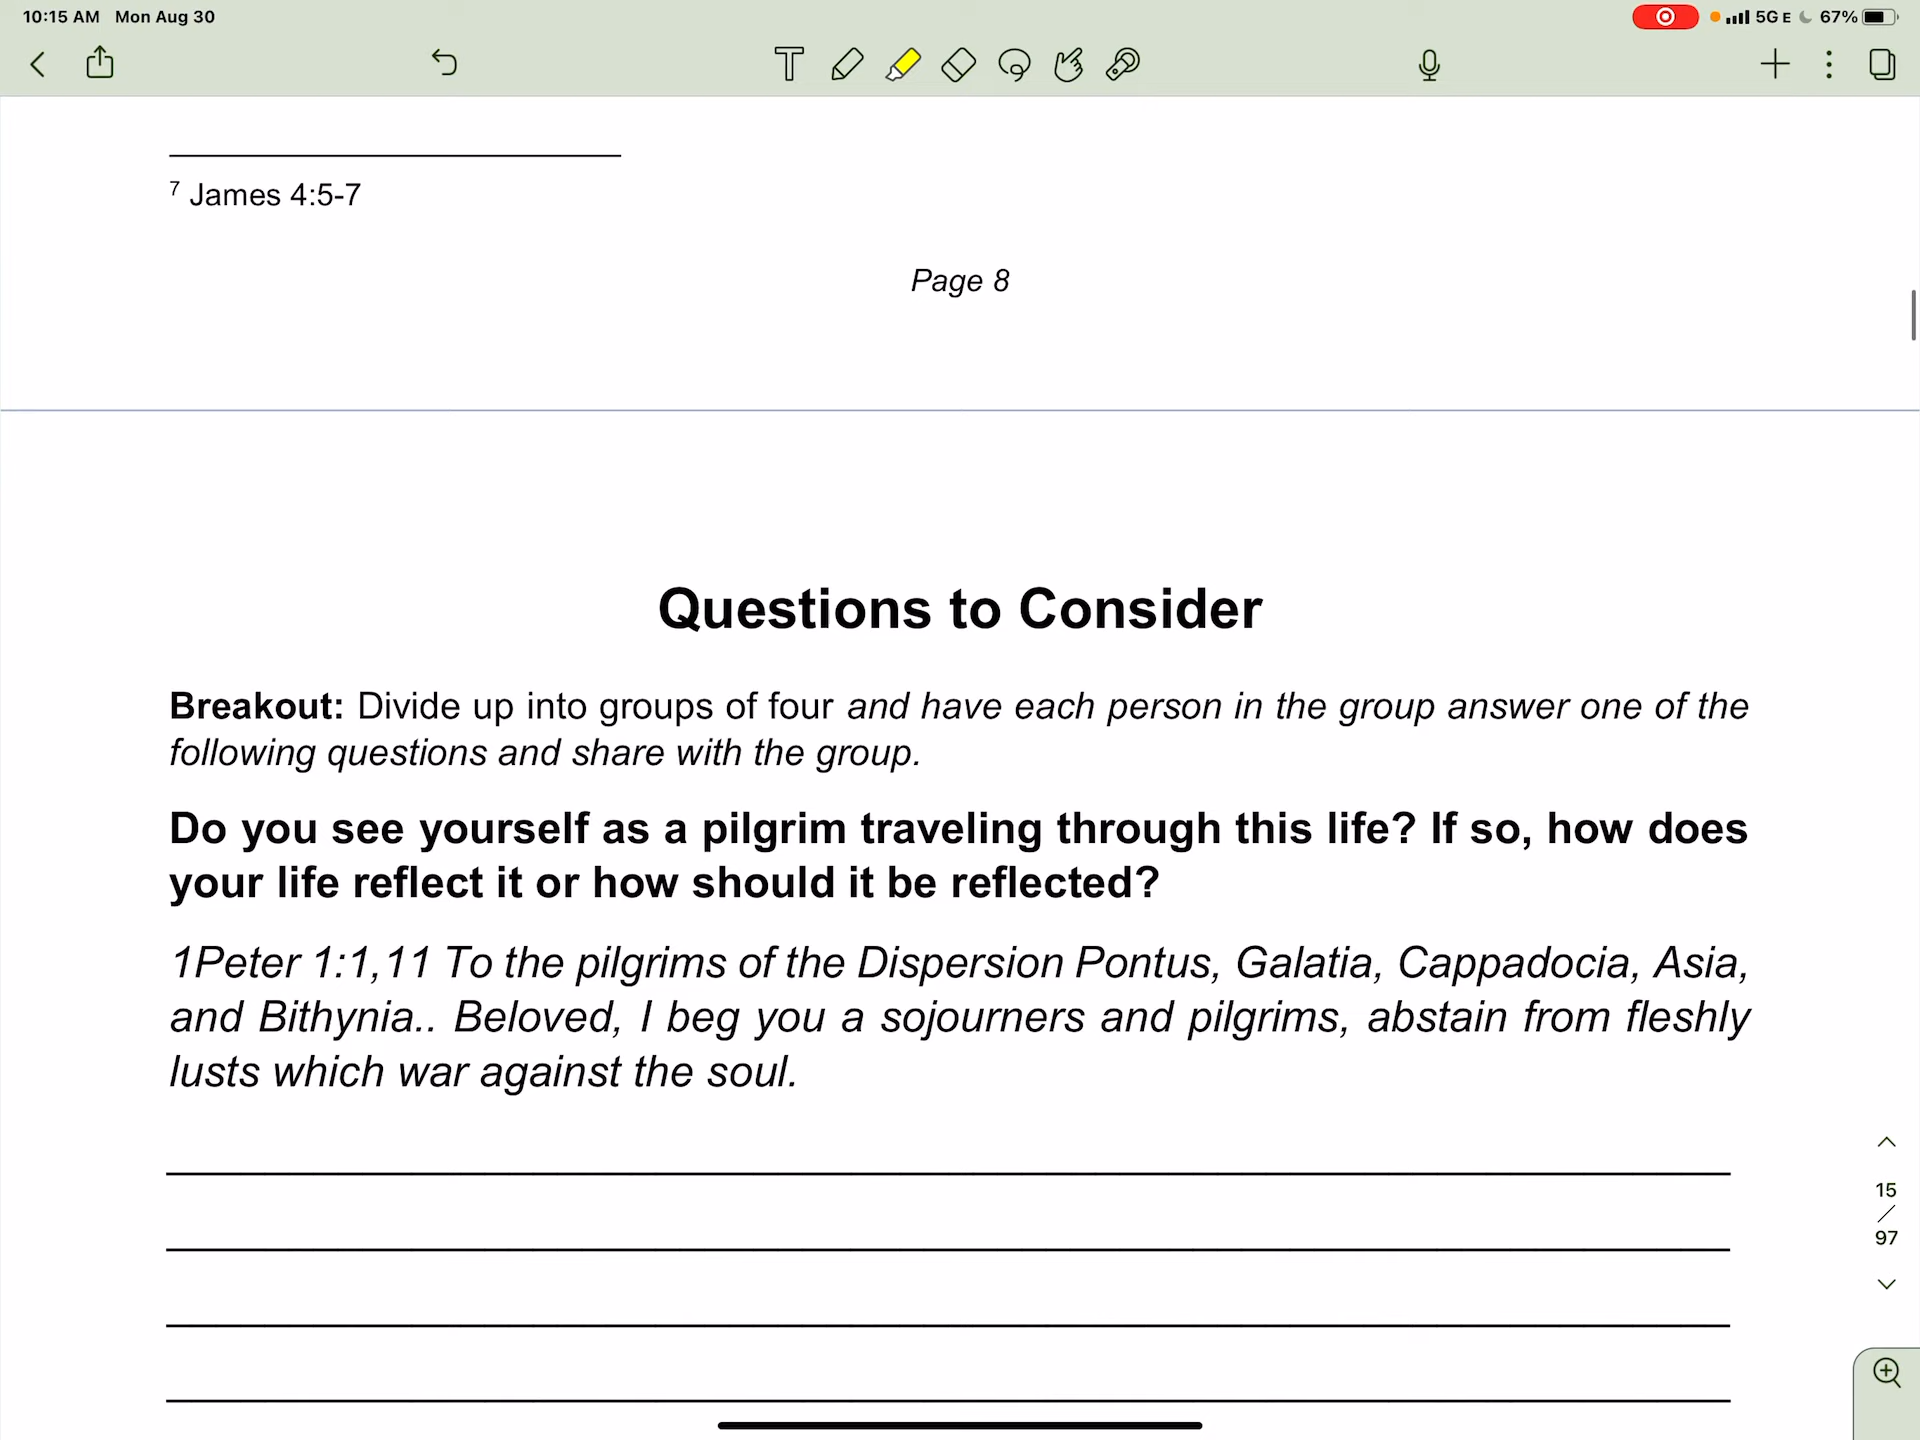 10:15 AM Mon Aug 30
5G E 67%
T
7 James 4:5-7
Page 8
Questions to Consider
Breakout: Divide up into groups of four and have each person in the group answer one of the
following questions and share with the group.
Do you see yourself as a pilgrim traveling through this life? If so, how does
your life reflect it or how should it be reflected?
1Peter 1:1,11 To the pilgrims of the Dispersion Pontus, Galatia, Cappadocia, Asia,
and Bithynia.. Beloved, I beg you a sojourners and pilgrims, abstain from fleshly
lusts which war against the soul.
15
/
97